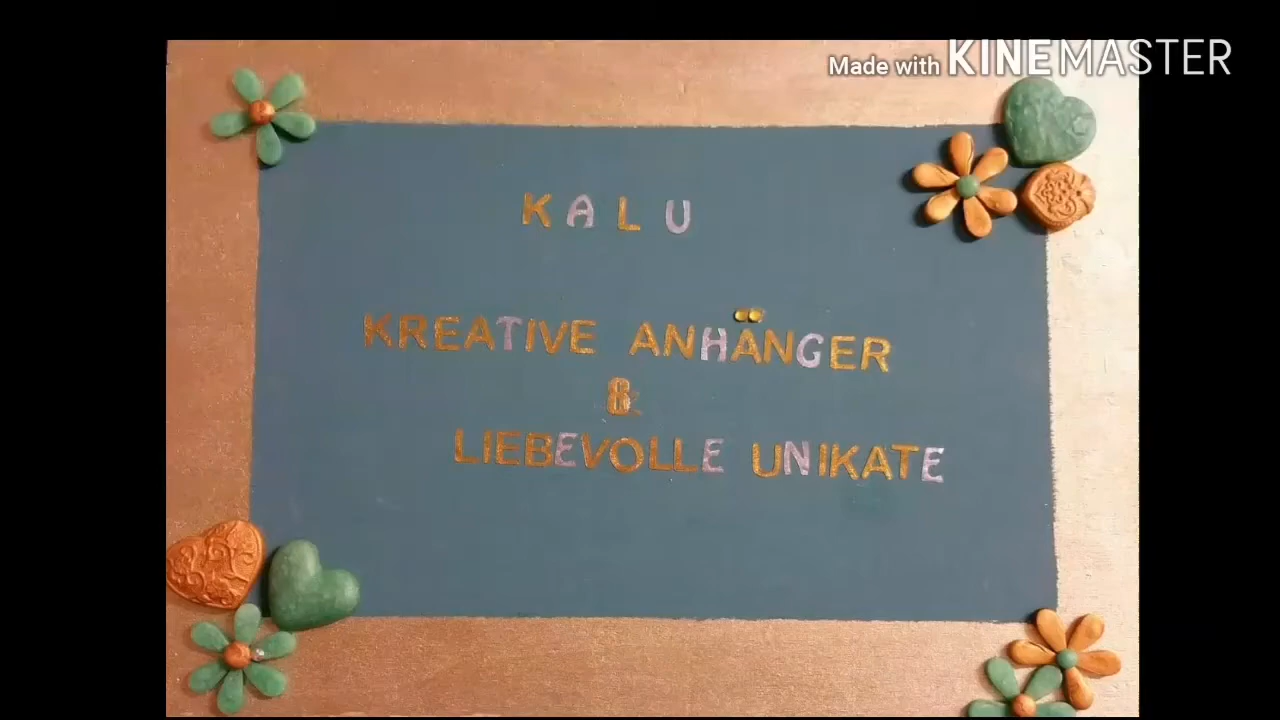 Made with KINEMASTER
KALU
KREATIVE ANHÄNGER
&
LIEBEVOLLE UNIKATE